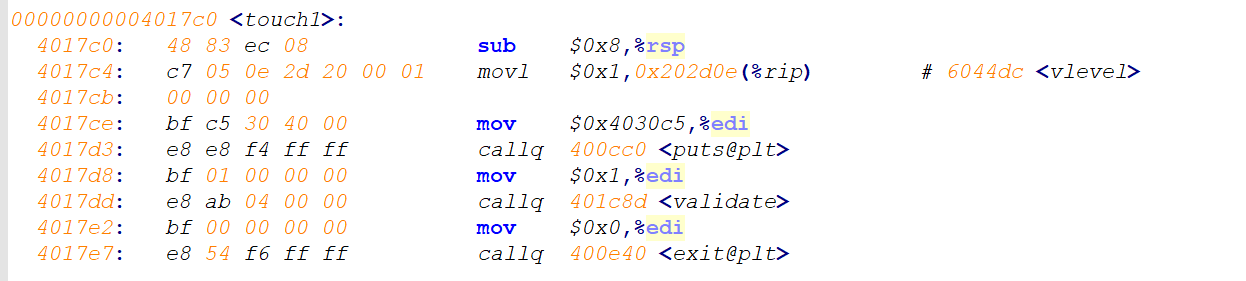 00000000004017c0 <touch1>:
4017c0: 48 83 ec 08 sub $0x8,%rsp
4017c4: c7 05 0e 2d 20 00 01 movl $0x1,0x202d0e(%rip) # 6044dc <vlevel>
4017cb: 00 00 00
4017ce: bf c5 30 40 00 mov $0x4030c5,%edi
4017d3: e8 e8 f4 ff ff callq 400cc0 <puts@plt>
4017d8: bf 01 00 00 00 mov $0x1,%edi
4017dd: e8 ab 04 00 00 callq 401c8d <validate>
4017e2: bf 00 00 00 00 mov $0x0,%edi
4017e7: e8 54 f6 ff ff callq 400e40 <exit@plt>